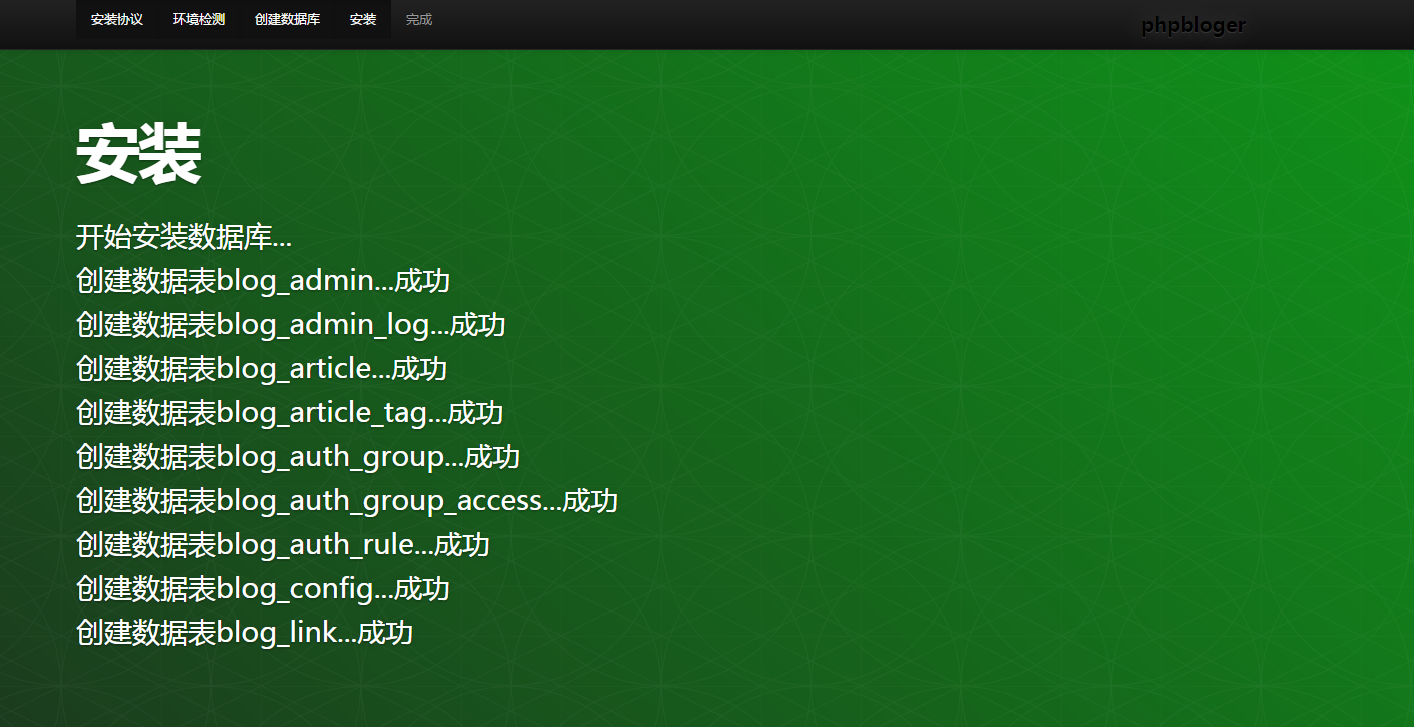 安装协议 环境检测 创建数据库 安装 完成 phpbloger
安装
开始安装数据库...
创建数据表blog_admin...成功
创建数据表blog_admin_log...成功
创建数据表blog_article...成功
创建数据表blog_article_tag...成功
创建数据表blog_auth_group...成功
创建数据表blog_auth_group_access...成功
创建数据表blog_auth_rule...成功
创建数据表blog_config...成功
创建数据表blog_link...成功